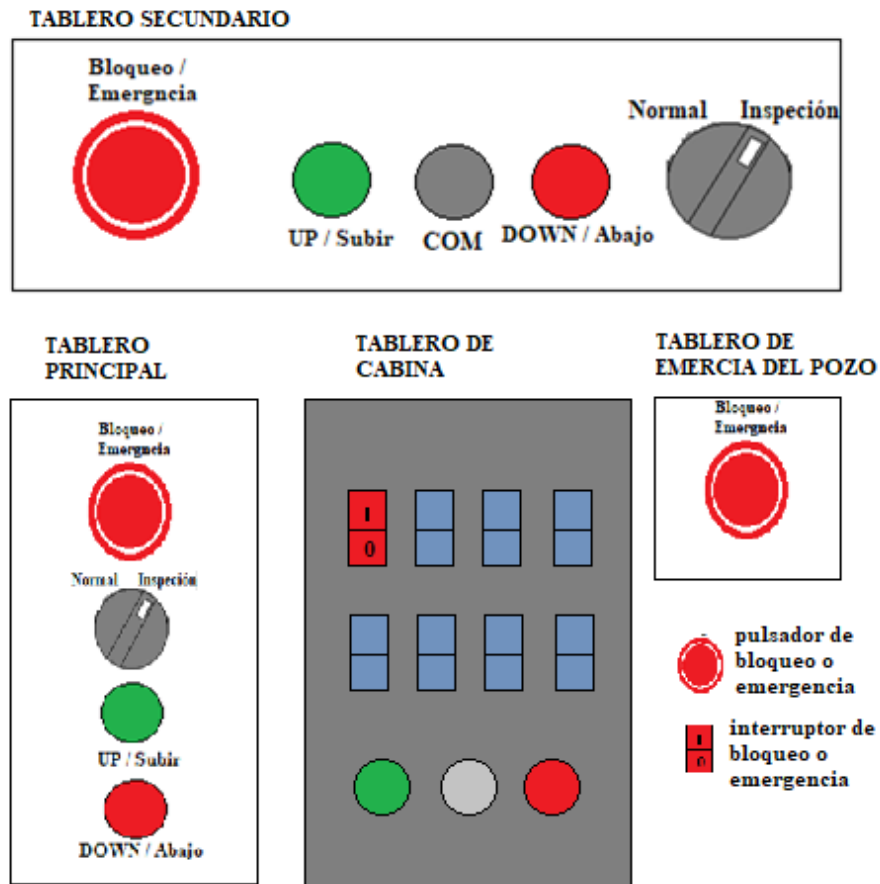 TABLERO SECUNDARIO
Bloqueo /
Emergncia
Normal Inspeción
UP / Subir COM DOWN / Abajo
TABLERO
PRINCIPAL
Bloqueo /
Emergncia
Normal Inspeción
UP / Subir
DOWN / Abajo
TABLERO DE
CABINA
I
0
TABLERO DE
EMERCIA DEL POZO
Bloqueo /
Emergncia
pulsador de
bloqueo o
emergencia
I
0
interruptor de
bloqueo o
emergencia